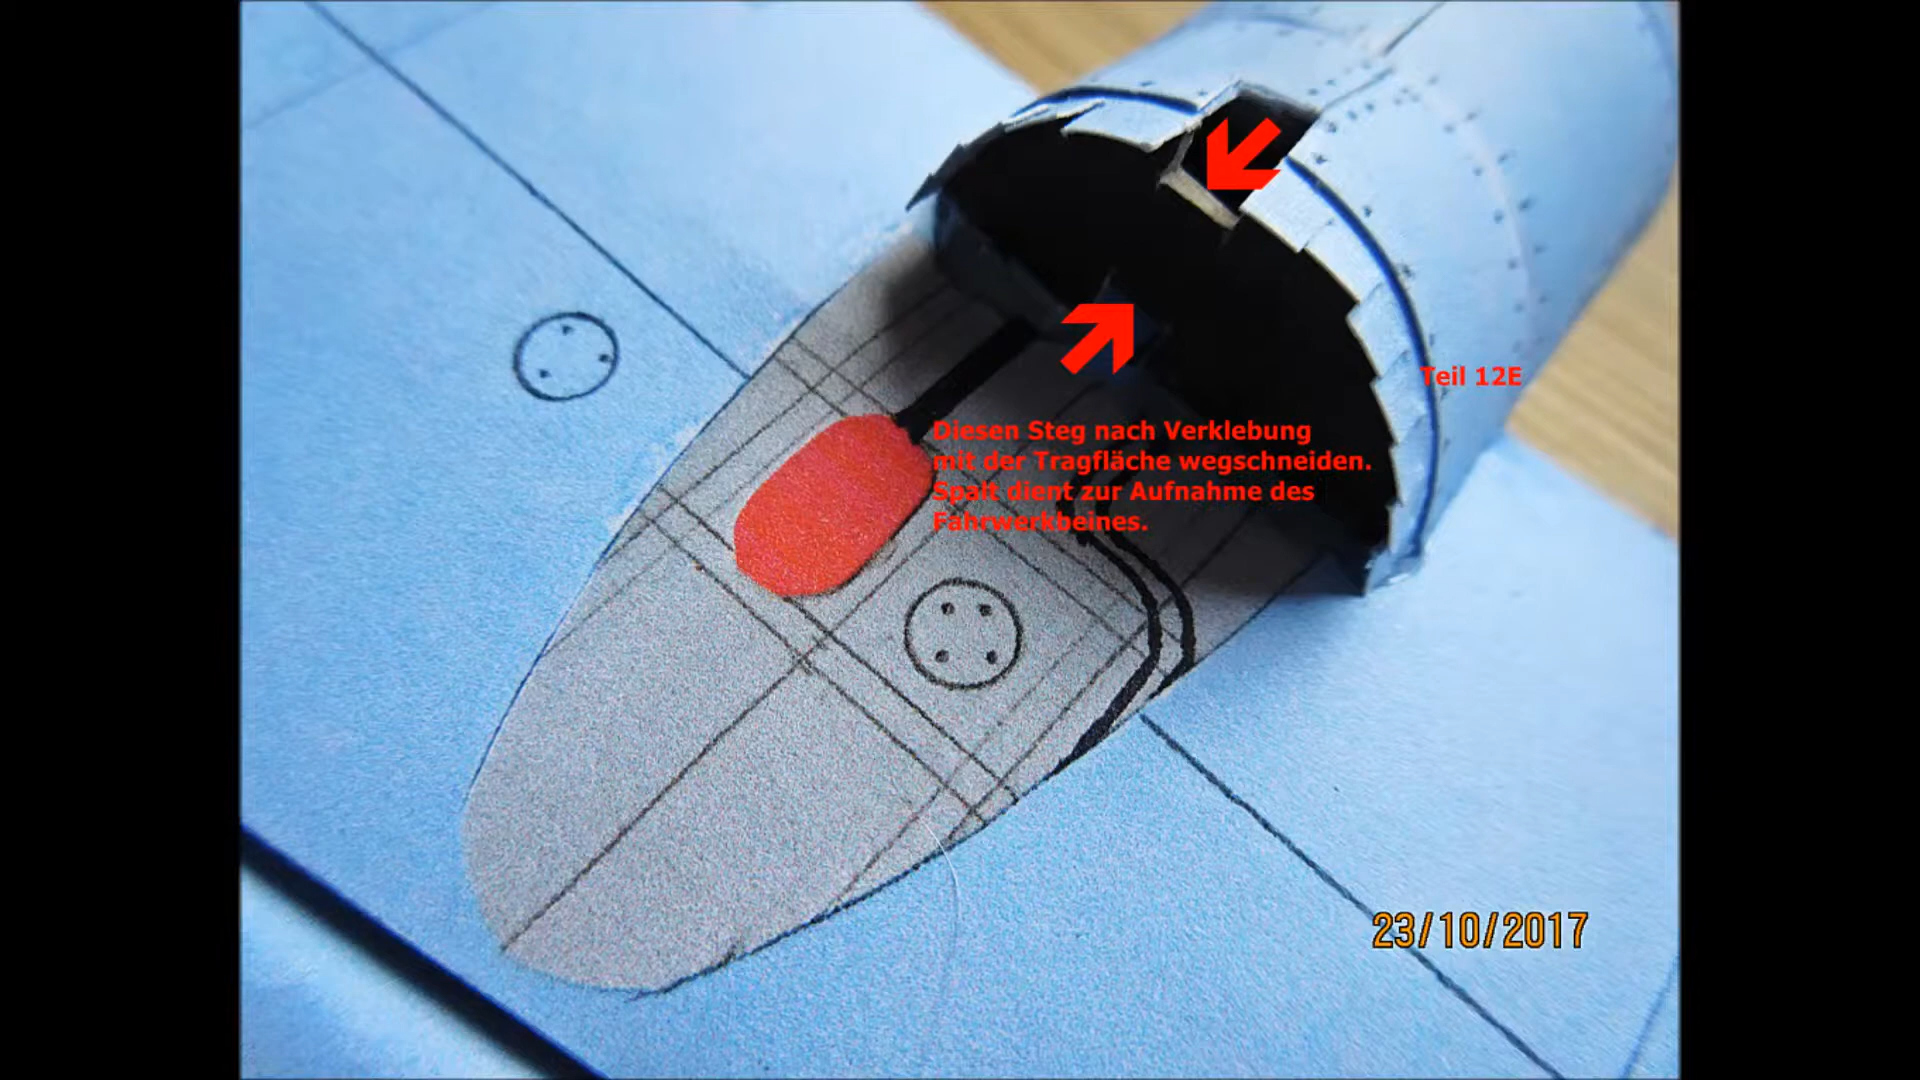 Teil 12E
Diesen Steg nach Verklebung
mit der Tragfläche wegschneiden.
Spalt dient zur Aufnahme des
Fahrwerkbeines.
23/10/2017